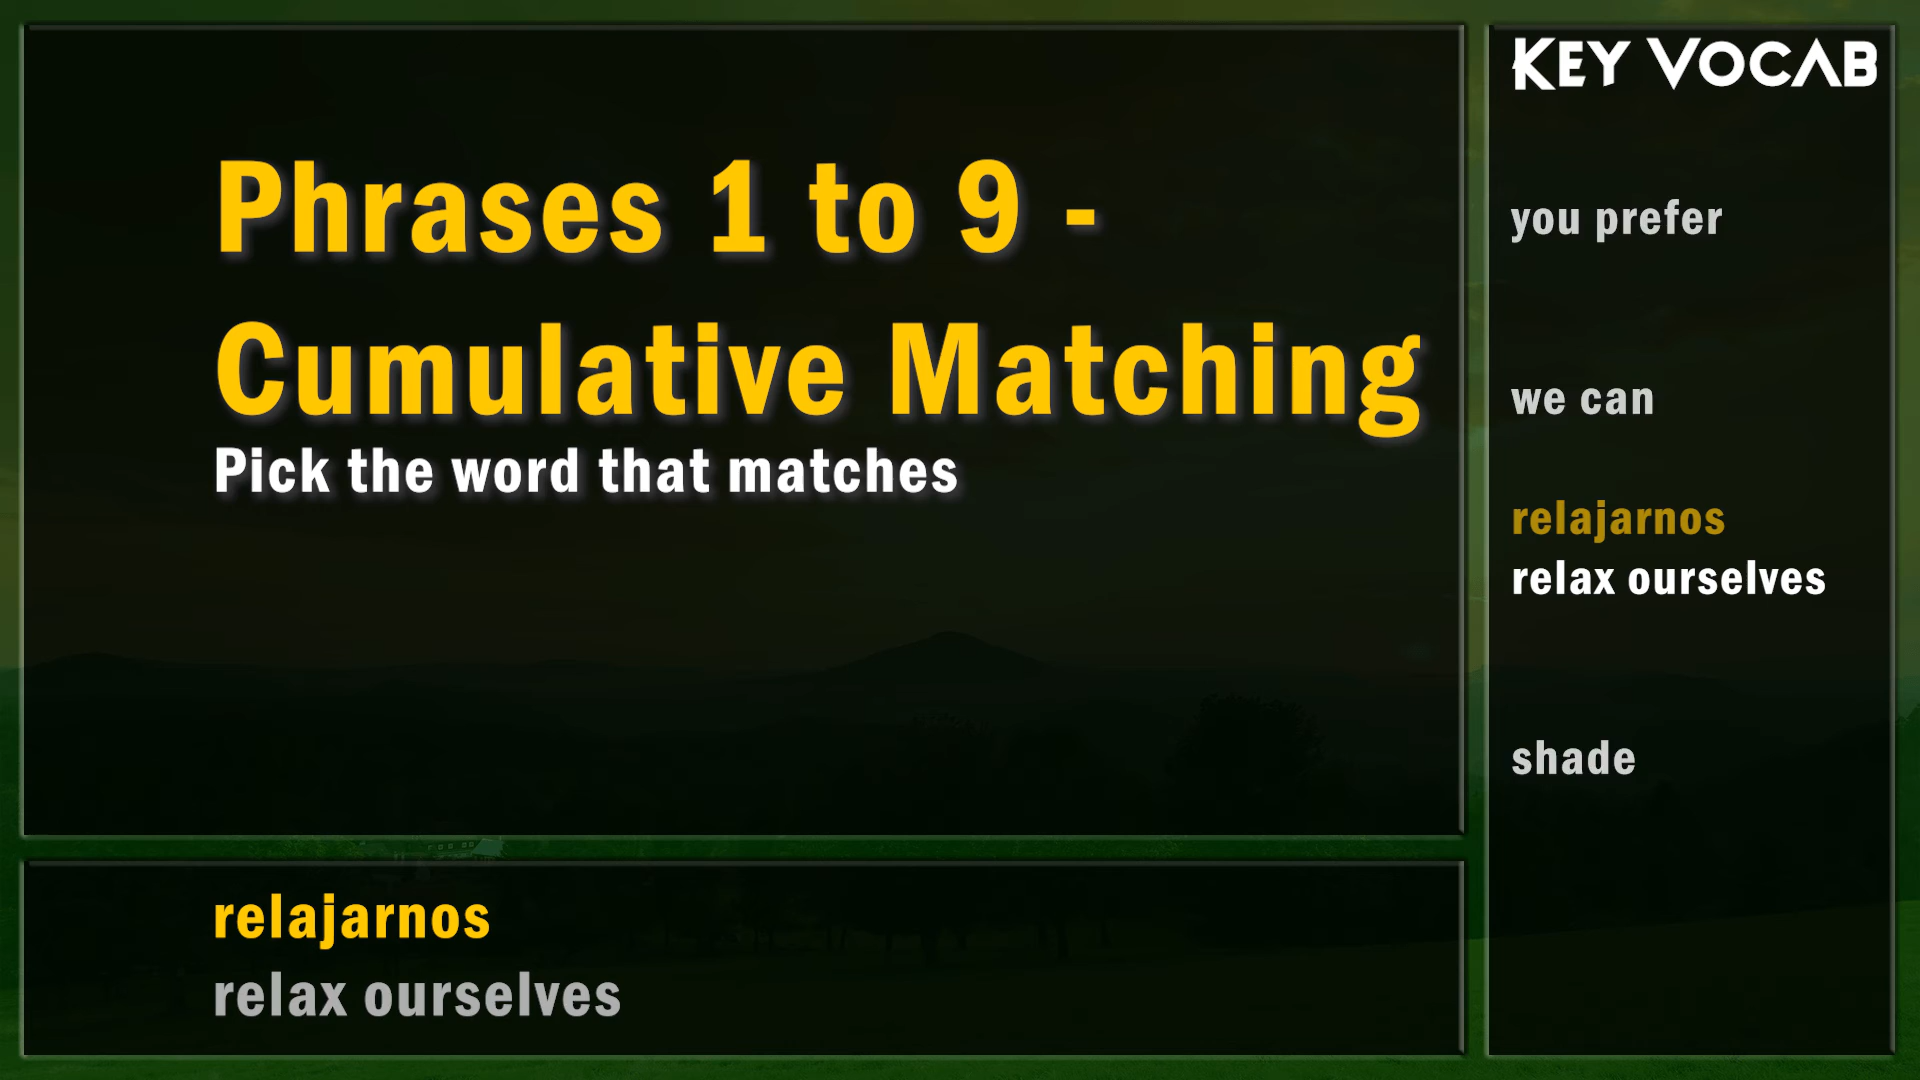 Phrases 1 to 9 -
Cumulative Matching
Pick the word that matches
relajarnos
relax ourselves
KEY VOCAB
you prefer
we can
relajarnos
relax ourselves
shade